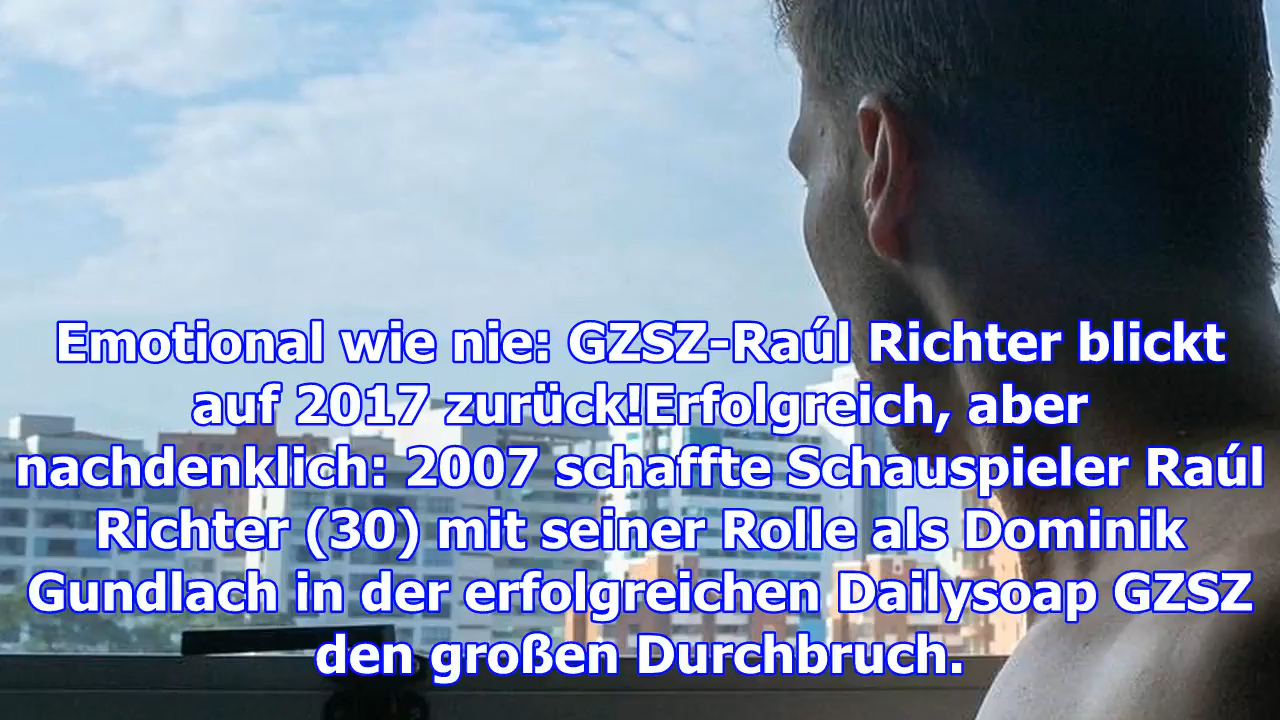 Emotional wie nie: GZSZ-Raúl Richter blickt
auf 2017 zurück!Erfolgreich, aber
nachdenklich: 2007 schaffte Schauspieler Raúl
Richter (30) mit seiner Rolle als Dominik
Gundlach in der erfolgreichen Dailysoap GZSZ
den großen Durchbruch.